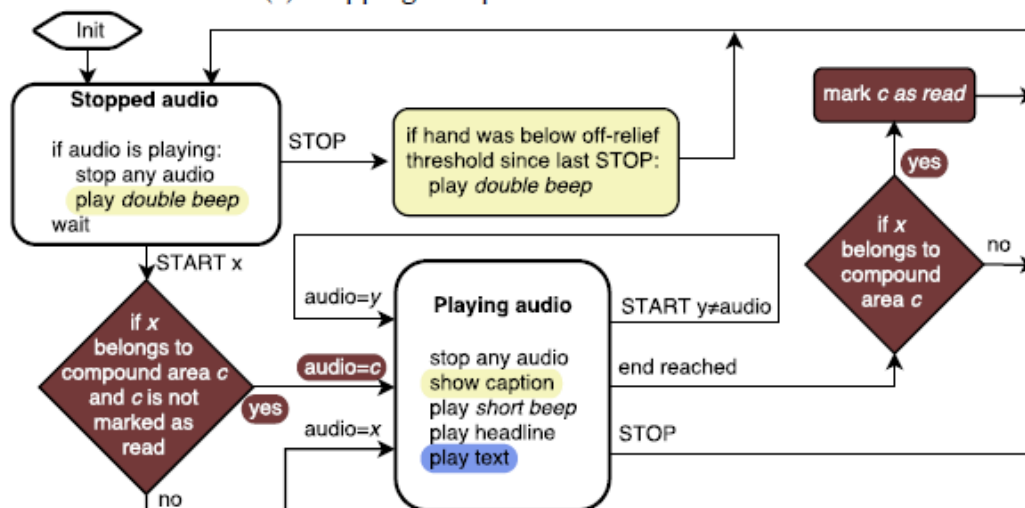 Init
Stopped audio
if audio is playing:
stop any audio
play double beep
wait
STOP
if hand was below off-relief
threshold since last STOP:
play double beep
mark c as read
yes
if x
belongs to
compound
area c
no
START x
if x
belongs to
compound area c
and c is not
marked as
read
yes
no
audio=y
audio=c
audio=x
Playing audio
stop any audio
show caption
play short beep
play headline
play text
START y≠audio
end reached
STOP